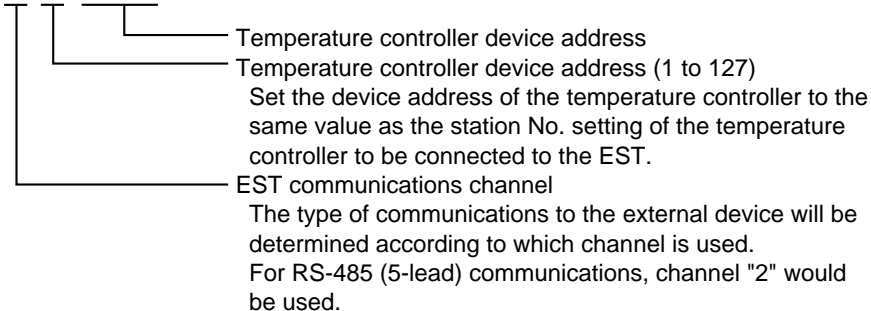 Temperature controller device address
Temperature controller device address (1 to 127)
Set the device address of the temperature controller to the
same value as the station No. setting of the temperature
controller to be connected to the EST.
EST communications channel
The type of communications to the external device will be
determined according to which channel is used.
For RS-485 (5-lead) communications, channel "2" would
be used.